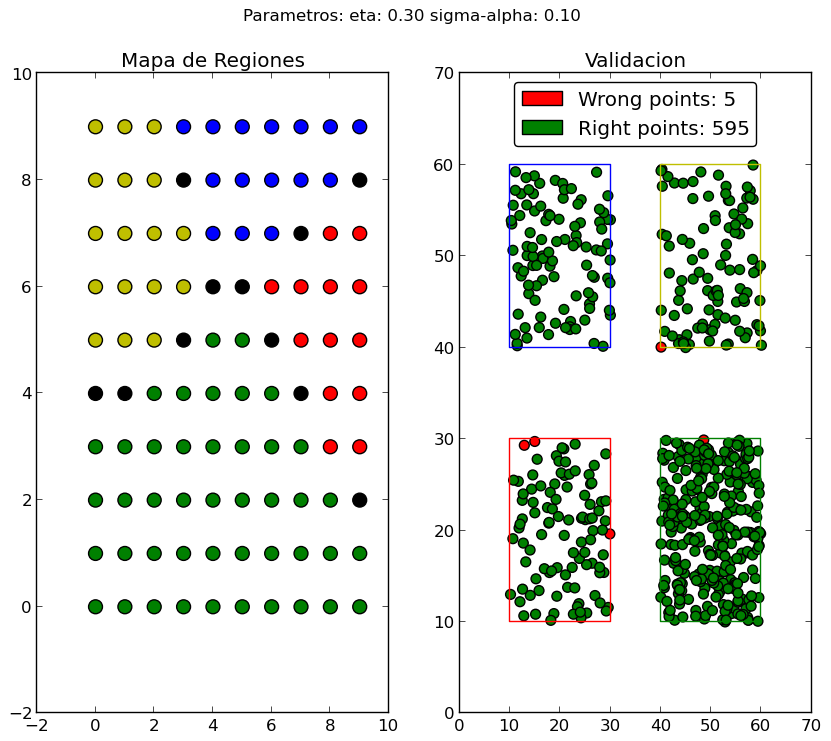 Parametros: eta: 0.30 sigma-alpha: 0.10
Mapa de Regiones
10
8
6
4
2
0
−2
−2 0 2 4 6 8 10
Validacion
Wrong points: 5
Right points: 595
70
60
50
40
30
20
10
0
0 10 20 30 40 50 60 70